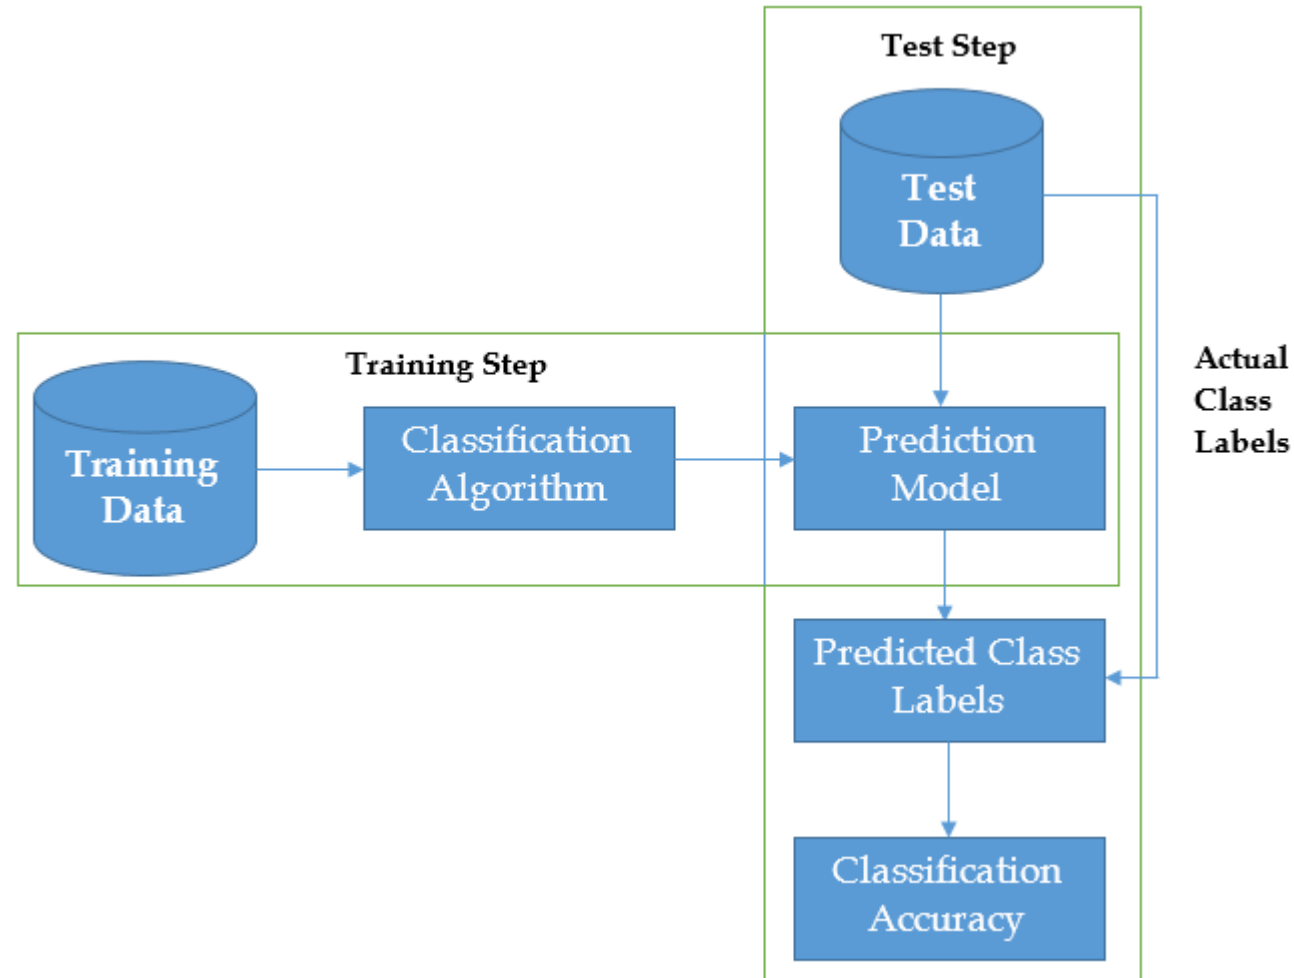 Test Step
Test
Data
Training Step
Training
Data
Classification
Algorithm
Prediction
Model
Actual
Class
Labels
Predicted Class
Labels
Classification
Accuracy